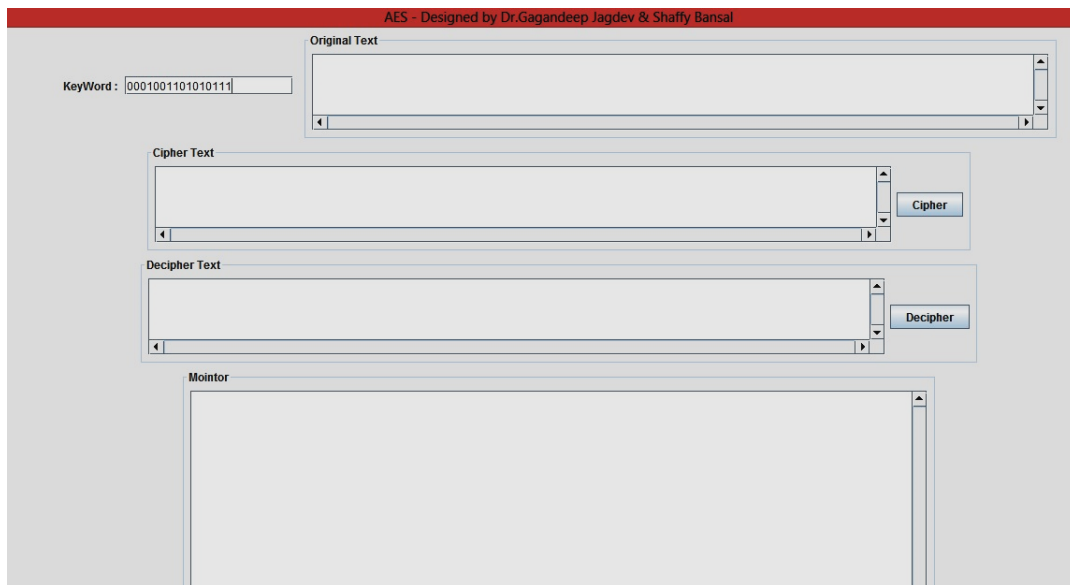 AES - Designed by Dr.Gagandeep Jagdev & Shaffy Bansal
Original Text
KeyWord : 0001001101010111
Cipher Text
Cipher
Decipher Text
Decipher
Mointor